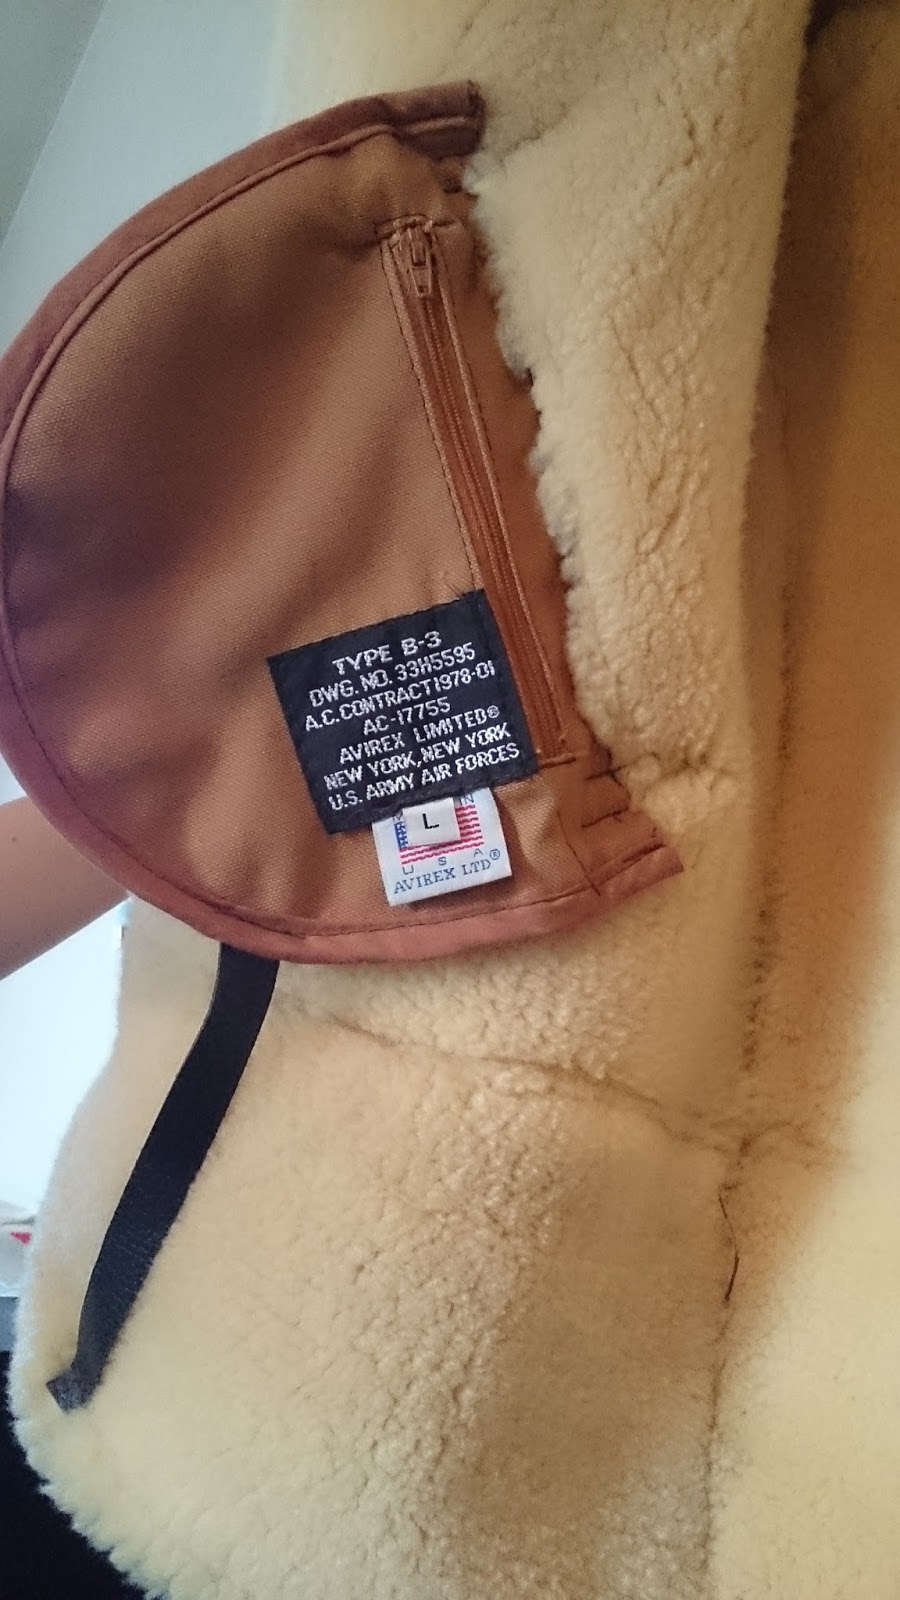 TYPE B-3
DWG. NO. 33H5595
A.C. CONTRACT 1978-01
AC-17755
AVIREX LIMITED®
NEW YORK, NEW YORK
U.S. ARMY AIR FORCES
L
U S A
AVIREX LTD®